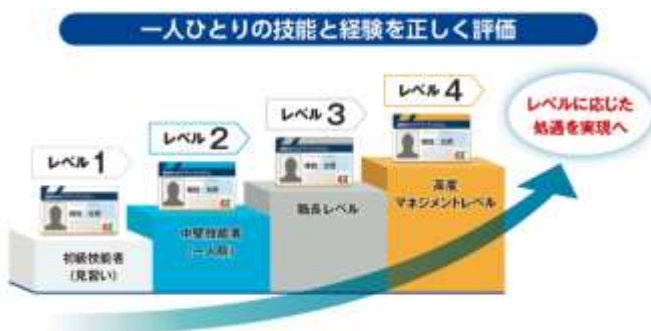 一人ひとりの技能と経験を正しく評価
レベル1
レベル2
レベル3
レベル4
レベルに応じた
処遇を実現へ
初級技能者
(見習い)
中堅技能者
(一人前)
職長レベル
高度
マネジメントレベル